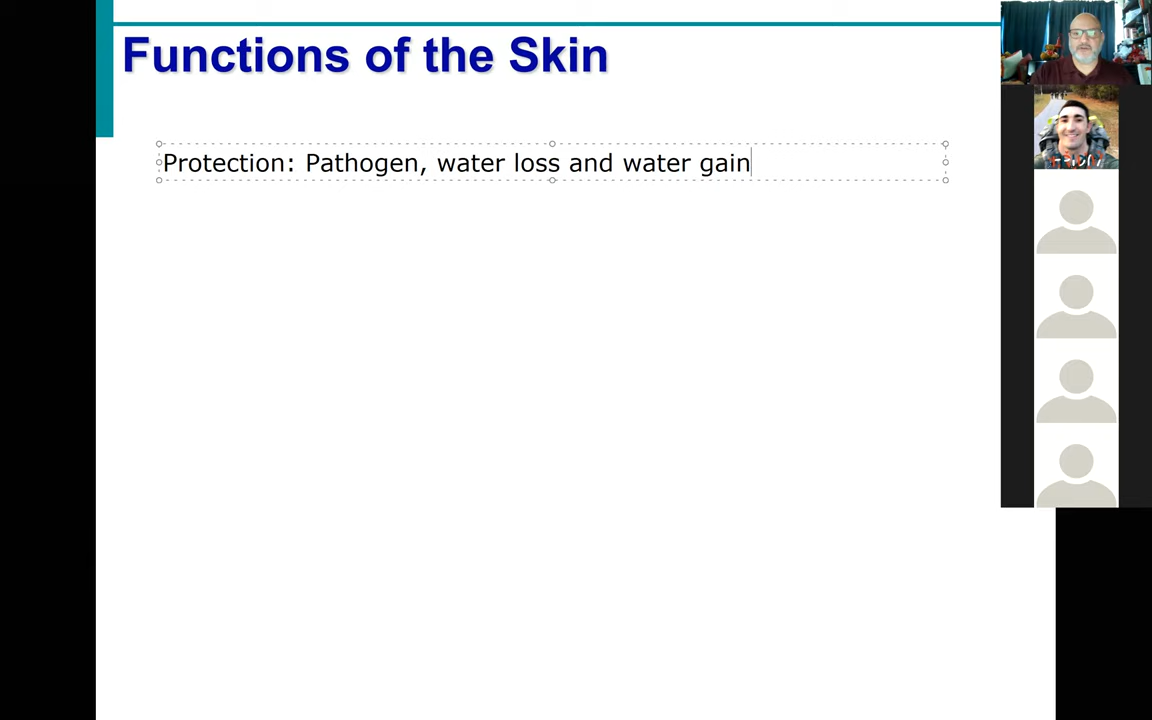 Functions of the Skin
Protection: Pathogen, water loss and water gain